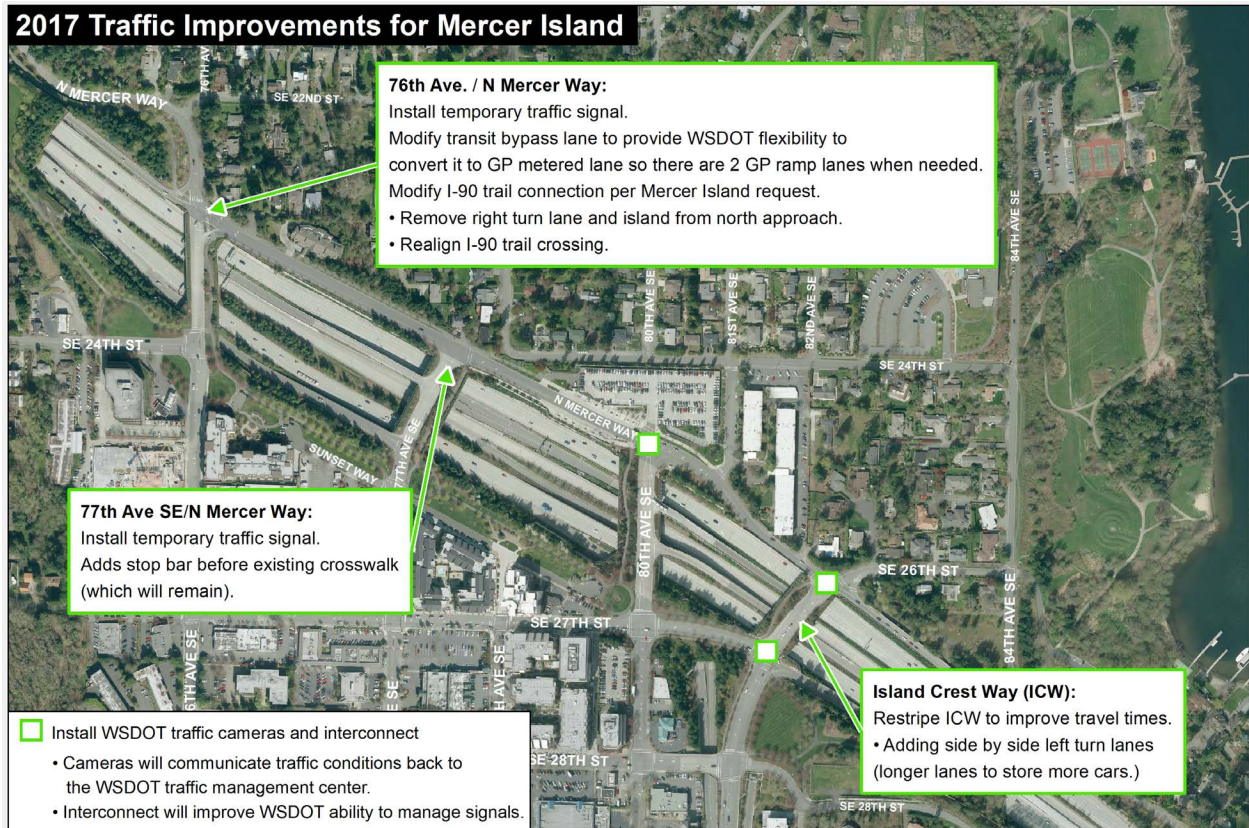 2017 Traffic Improvements for Mercer Island
76TH AV
N MERCER WAY
SE 22ND ST
76th Ave. / N Mercer Way:
Install temporary traffic signal.
Modify transit bypass lane to provide WSDOT flexibility to
convert it to GP metered lane so there are 2 GP ramp lanes when needed.
Modify I-90 trail connection per Mercer Island request.
• Remove right turn lane and island from north approach.
• Realign I-90 trail crossing.
84TH AVE SE
80TH AVE SE
81ST AVE SE
82ND AVE SE
SE 24TH ST
SE 24TH ST
N MERCER WAY
SUNSET WAY
77TH AVE SE
77th Ave SE/N Mercer Way:
Install temporary traffic signal.
Adds stop bar before existing crosswalk
(which will remain).
80TH AVE SE
SE 26TH ST
84TH AVE SE
SE 27TH ST
6TH AVE SE
VE SE
H AVE SE
Island Crest Way (ICW):
Restripe ICW to improve travel times.
• Adding side by side left turn lanes
(longer lanes to store more cars.)
SE 28TH ST
SE 28TH ST
Install WSDOT traffic cameras and interconnect
• Cameras will communicate traffic conditions back to
the WSDOT traffic management center.
• Interconnect will improve WSDOT ability to manage signals.